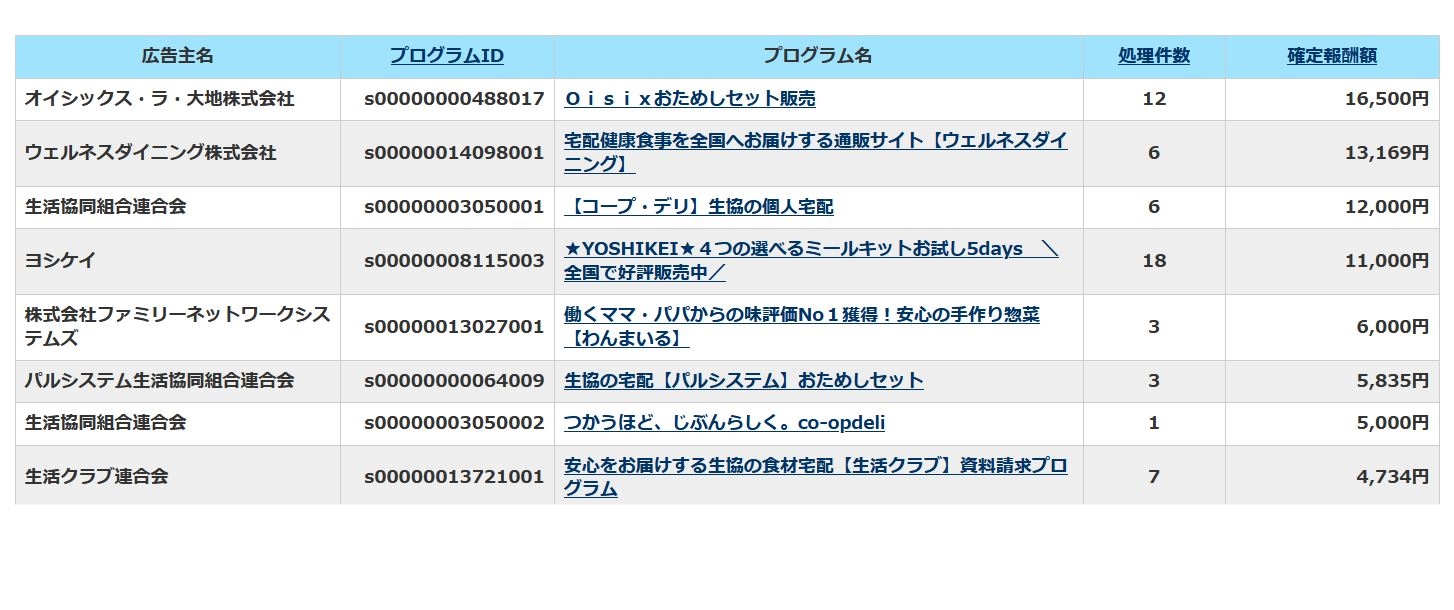 広告主名 プログラムID プログラム名 処理件数 確定報酬額
オイシックス・ラ・大地株式会社 s00000000488017 Ｏｉｓｉｘおためしセット販売 12 16,500円
ウェルネスダイニング株式会社 s00000014098001 宅配健康食事を全国へお届けする通販サイト【ウェルネスダイ
ニング】 6 13,169円
生活協同組合連合会 s00000003050001 【コープ・デリ】生協の個人宅配 6 12,000円
ヨシケイ s00000008115003 ★YOSHIKEI★４つの選べるミールキットお試し5days　＼
全国で好評販売中／ 18 11,000円
株式会社ファミリーネットワークシス
テムズ s00000013027001 働くママ・パパからの味評価No１獲得！安心の手作り惣菜
【わんまいる】 3 6,000円
パルシステム生活協同組合連合会 s00000000064009 生協の宅配【パルシステム】おためしセット 3 5,835円
生活協同組合連合会 s00000003050002 つかうほど、じぶんらしく。co-opdeli 1 5,000円
生活クラブ連合会 s00000013721001 安心をお届けする生協の食材宅配【生活クラブ】資料請求プロ
グラム 7 4,734円